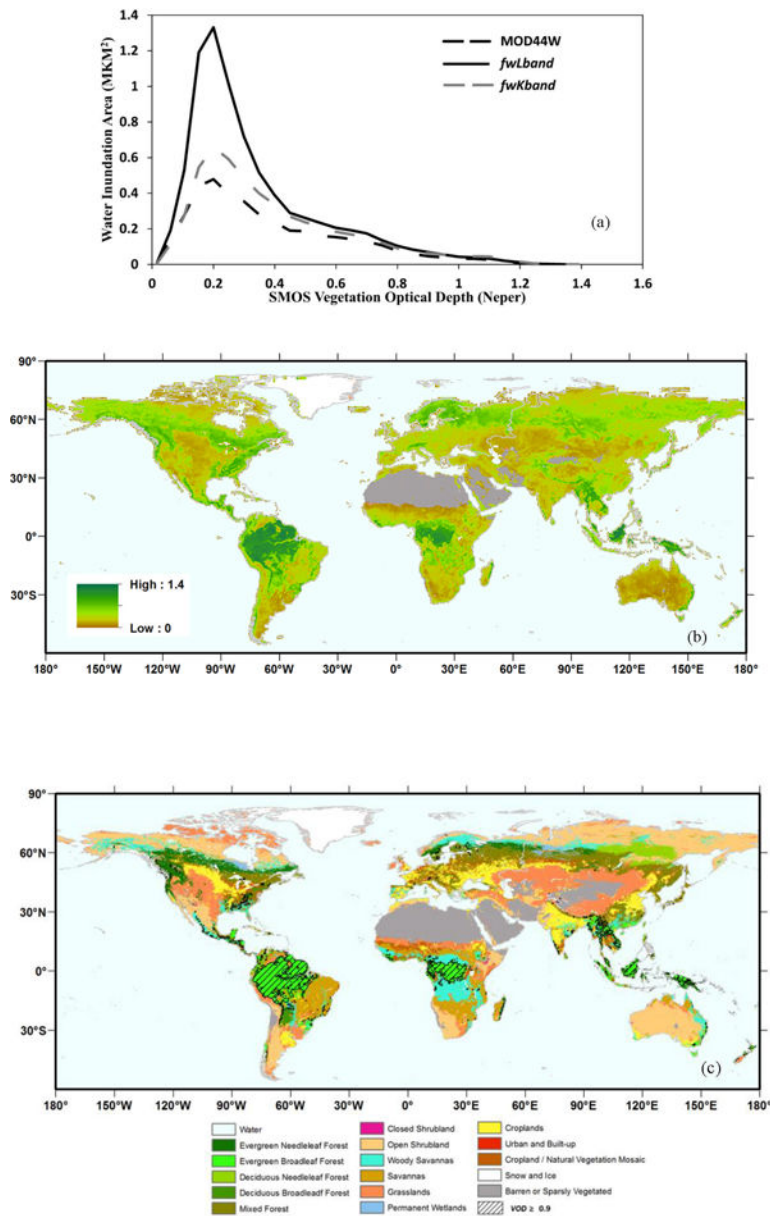 Water Inundation Area (MKM²)
1.4
1.2
1
0.8
0.6
0.4
0.2
0
MOD44W
fwLband
fwKband
(a)
0 0.2 0.4 0.6 0.8 1 1.2 1.4 1.6
SMOS Vegetation Optical Depth (Neper)
90°
60°N
30°N
0°
30°S
High : 1.4
Low : 0
(b)
180° 150°W 120°W 90°W 60°W 30°W 0° 30°E 60°E 90°E 120°E 150°E 180°
90°
60°N
30°N
0°
30°S
(c)
180° 150°W 120°W 90°W 60°W 30°W 0° 30°E 60°E 90°E 120°E 150°E 180°
Water
Evergreen Needleleaf Forest
Evergreen Broadleaf Forest
Deciduous Needleleaf Forest
Deciduous Broadleadf Forest
Mixed Forest
Closed Shrubland
Open Shrubland
Woody Savannas
Savannas
Grasslands
Permanent Wetlands
Croplands
Urban and Built-up
Cropland / Natural Vegetation Mosaic
Snow and Ice
Barren or Sparsly Vegetated
VOD ≥ 0.9